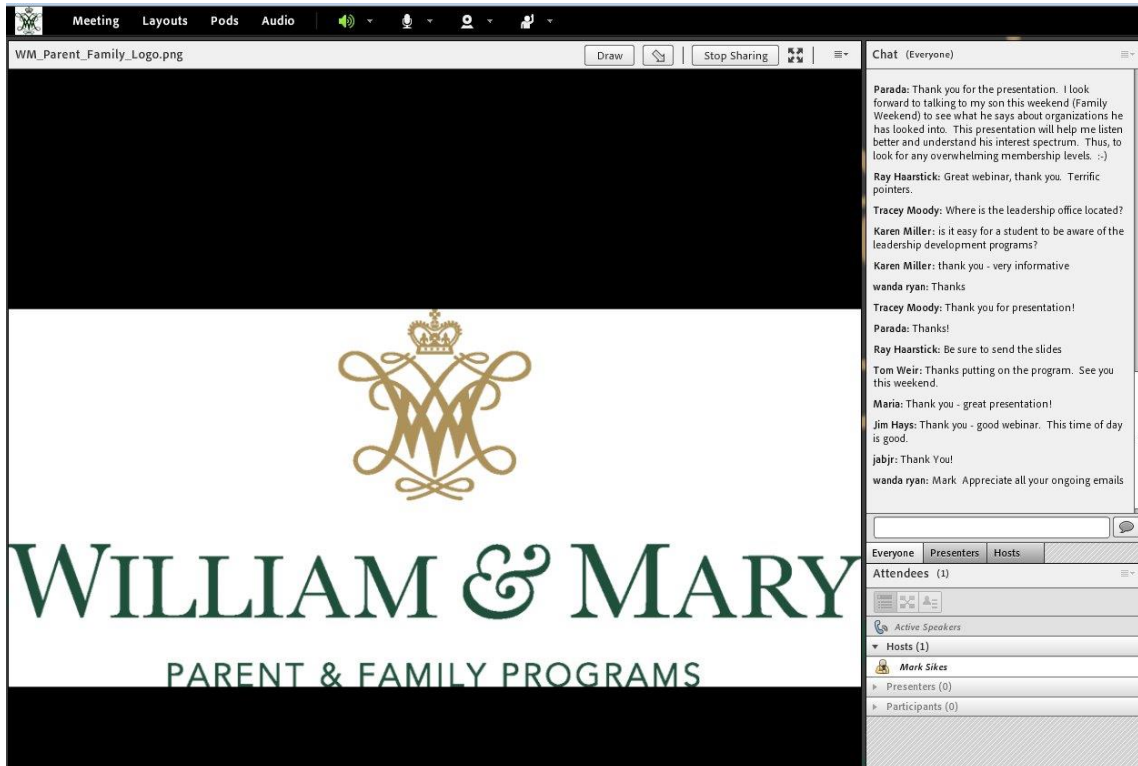 Meeting Layouts Pods Audio
WM_Parent_Family_Logo.png
Draw Stop Sharing
WILLIAM & MARY
PARENT & FAMILY PROGRAMS
Chat (Everyone)
Parada: Thank you for the presentation. I look
forward to talking to my son this weekend (Family
Weekend) to see what he says about organizations he
has looked into. This presentation will help me listen
better and understand his interest spectrum. Thus, to
look for any overwhelming membership levels. :-)
Ray Haarstick: Great webinar, thank you. Terrific
pointers.
Tracey Moody: Where is the leadership office located?
Karen Miller: is it easy for a student to be aware of the
leadership development programs?
Karen Miller: thank you - very informative
wanda ryan: Thanks
Tracey Moody: Thank you for presentation!
Parada: Thanks!
Ray Haarstick: Be sure to send the slides
Tom Weir: Thanks putting on the program. See you
this weekend.
Maria: Thank you - great presentation!
Jim Hays: Thank you - good webinar. This time of day
is good.
jabjr: Thank You!
wanda ryan: Mark Appreciate all your ongoing emails
Everyone Presenters Hosts
Attendees (1)
Active Speakers
Hosts (1)
Mark Sikes
Presenters (0)
Participants (0)